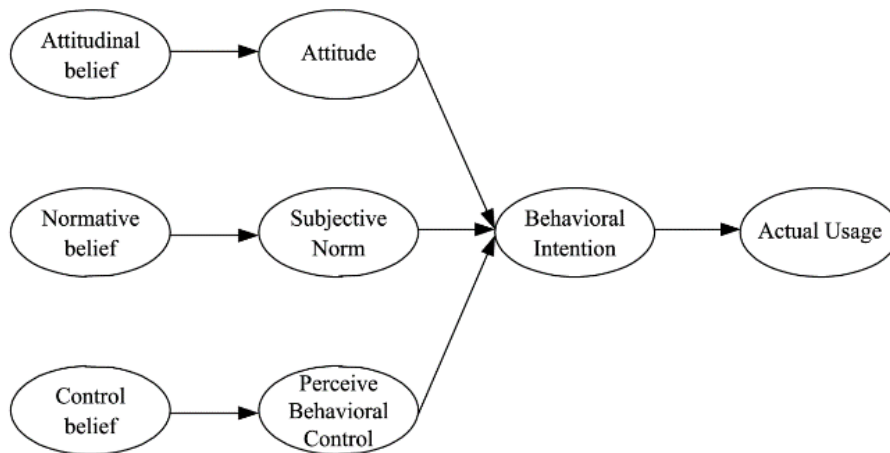 Attitudinal
belief
Attitude
Normative
belief
Subjective
Norm
Behavioral
Intention
Actual Usage
Control
belief
Perceive
Behavioral
Control